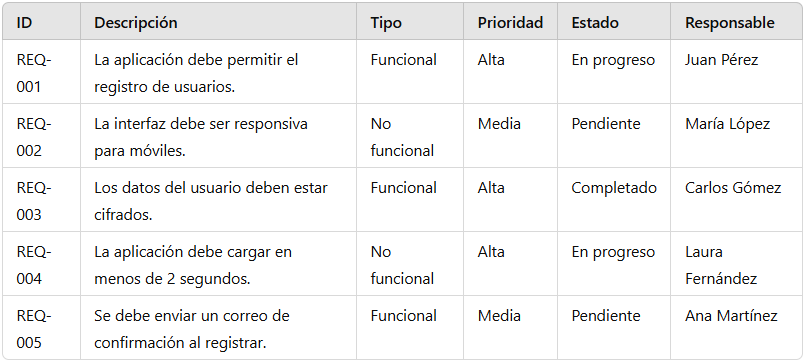 ID Descripción Tipo Prioridad Estado Responsable
REQ- La aplicación debe permitir el Funcional Alta En progreso Juan Pérez
001 registro de usuarios.
REQ- La interfaz debe ser responsiva No Media Pendiente María López
002 para móviles. funcional
REQ- Los datos del usuario deben estar Funcional Alta Completado Carlos Gómez
003 cifrados.
REQ- La aplicación debe cargar en No Alta En progreso Laura
004 menos de 2 segundos. funcional Fernández
REQ- Se debe enviar un correo de Funcional Media Pendiente Ana Martínez
005 confirmación al registrar.